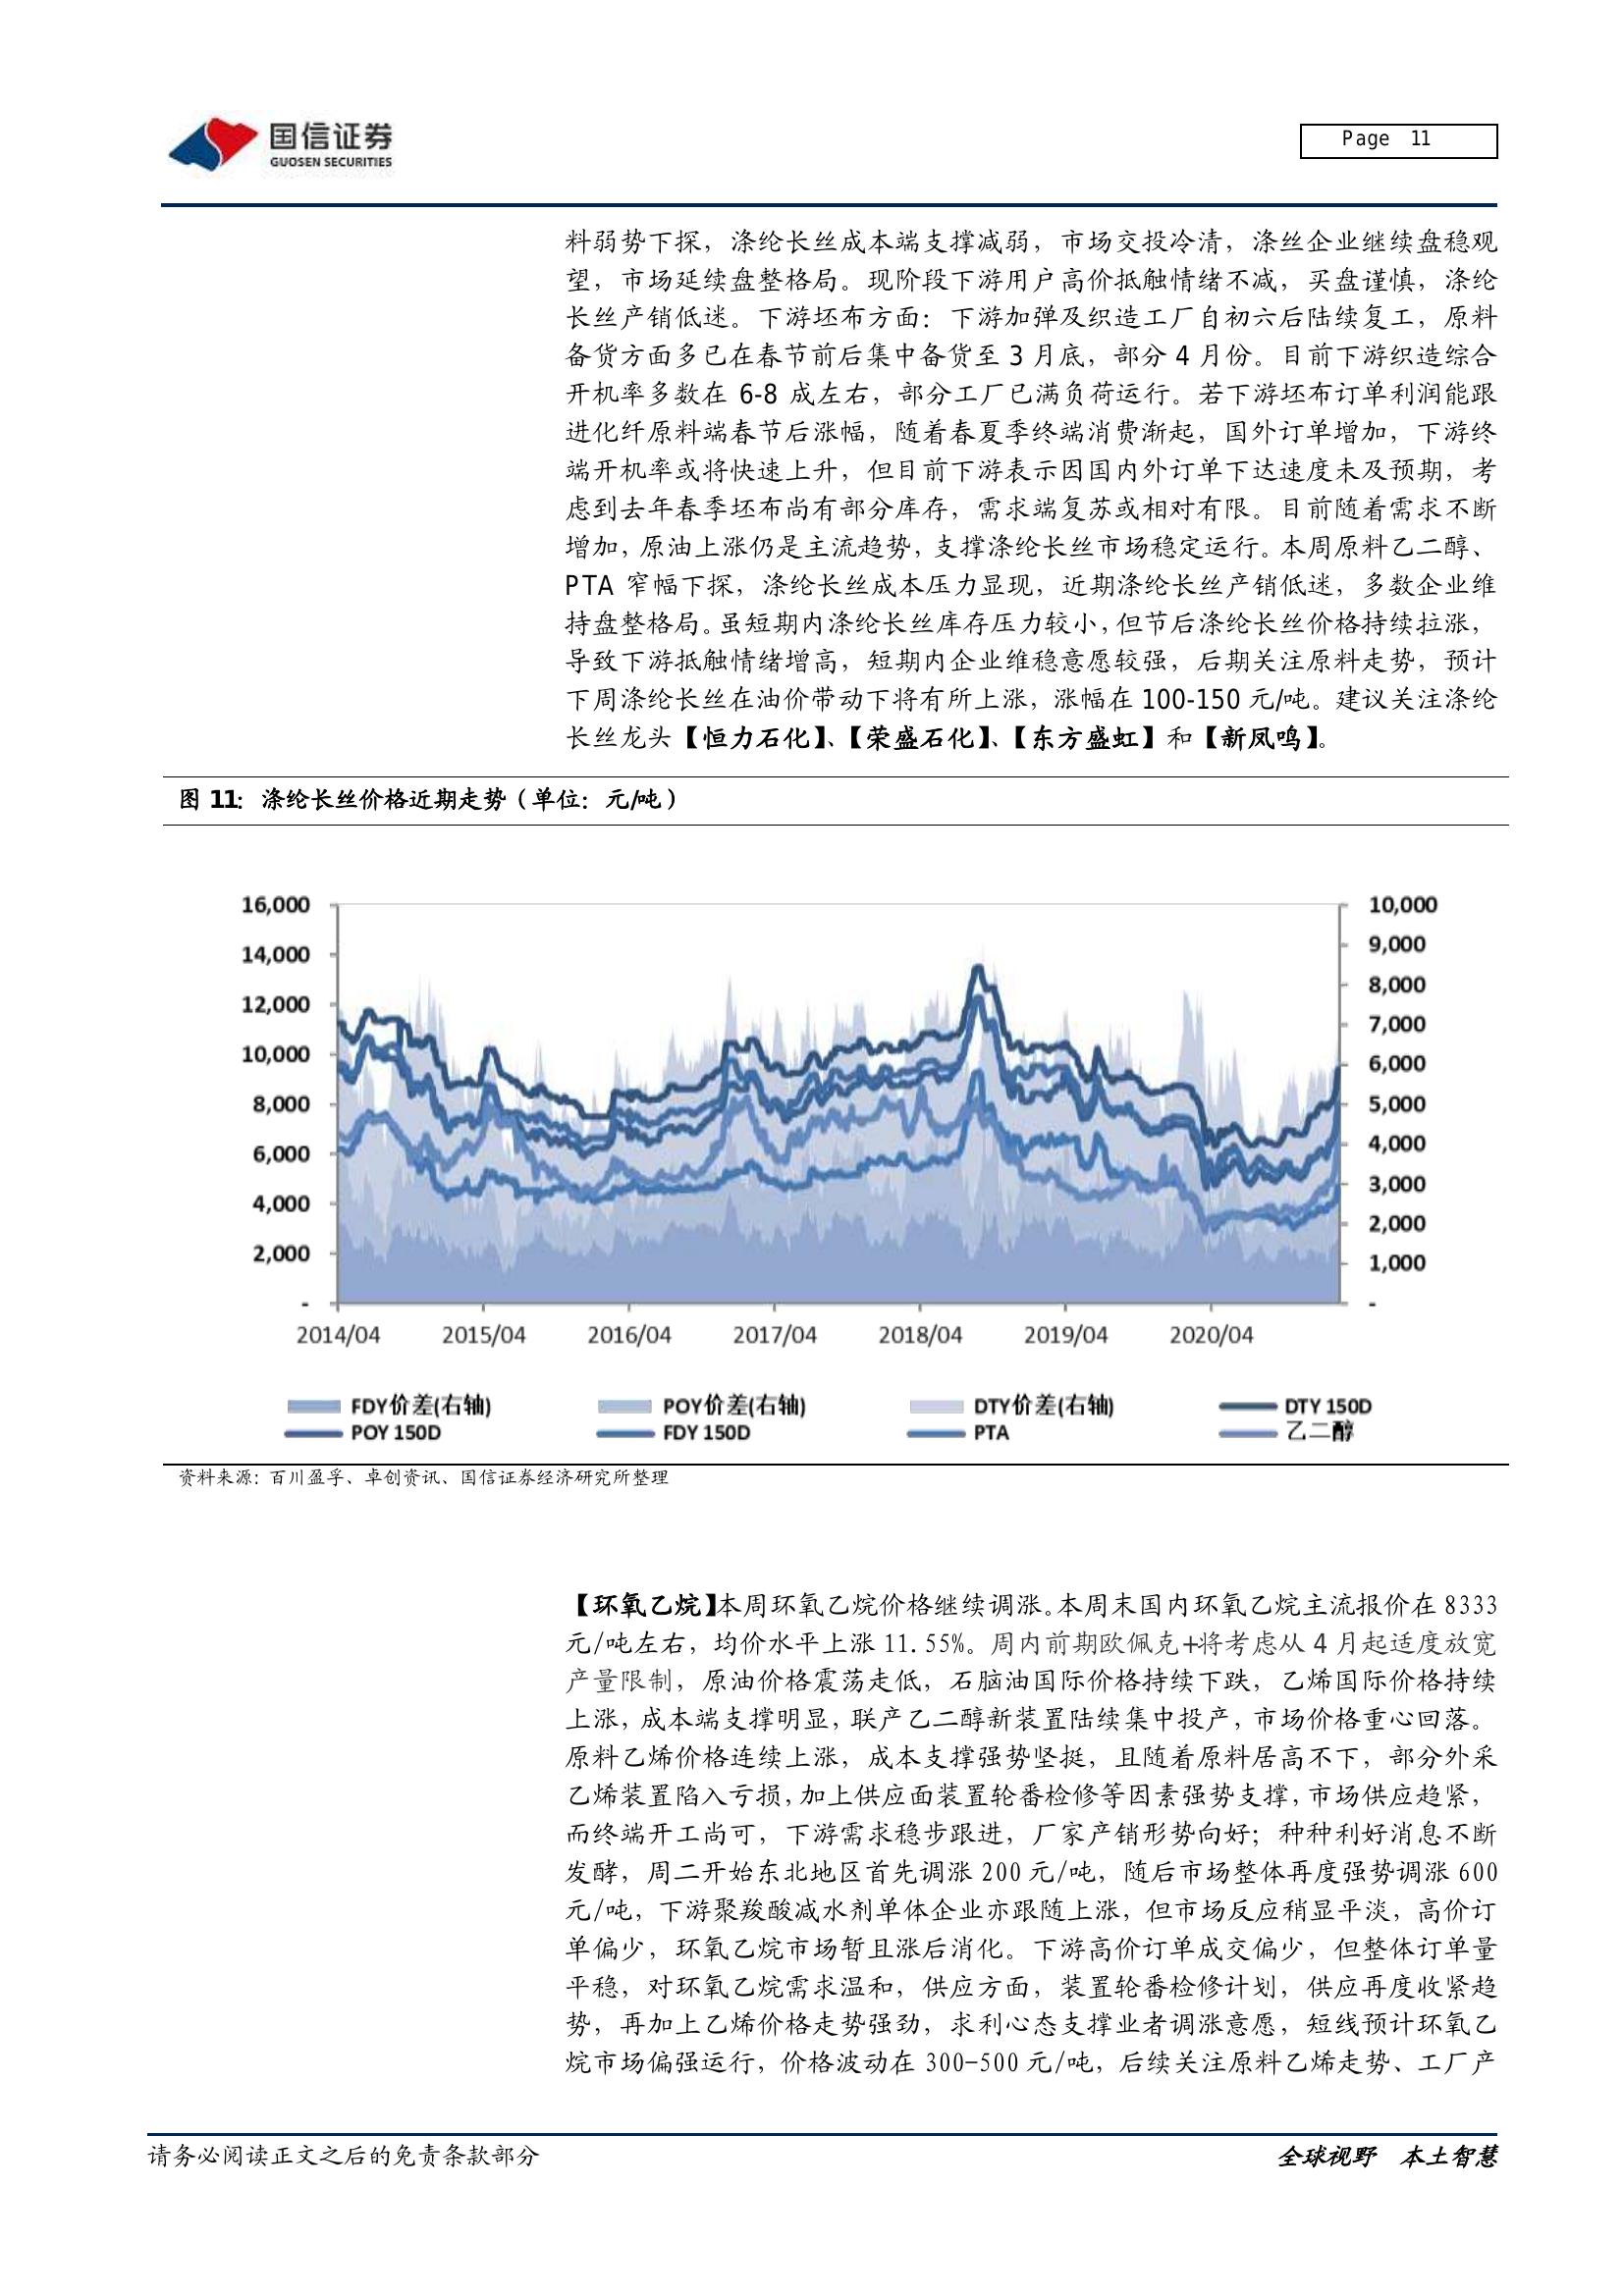 国信证券
GUOSEN SECURITIES
Page 11
料弱势下探，涤纶长丝成本端支撑减弱，市场交投冷清，涤丝企业继续盘稳观
望，市场延续盘整格局。现阶段下游用户高价抵触情绪不减，买盘谨慎，涤纶
长丝产销低迷。下游坯布方面：下游加弹及织造工厂自初六后陆续复工，原料
备货方面多已在春节前后集中备货至 3 月底，部分 4 月份。目前下游织造综合
开机率多数在 6-8 成左右，部分工厂已满负荷运行。若下游坯布订单利润能跟
进化纤原料端春节后涨幅，随着春夏季终端消费渐起，国外订单增加，下游终
端开机率或将快速上升，但目前下游表示因国内外订单下达速度未及预期，考
虑到去年春季坯布尚有部分库存，需求端复苏或相对有限。目前随着需求不断
增加，原油上涨仍是主流趋势，支撑涤纶长丝市场稳定运行。本周原料乙二醇、
PTA 窄幅下探，涤纶长丝成本压力显现，近期涤纶长丝产销低迷，多数企业维
持盘整格局。虽短期内涤纶长丝库存压力较小，但节后涤纶长丝价格持续拉涨，
导致下游抵触情绪增高，短期内企业维稳意愿较强，后期关注原料走势，预计
下周涤纶长丝在油价带动下将有所上涨，涨幅在 100-150 元/吨。建议关注涤纶
长丝龙头【恒力石化】、【荣盛石化】、【东方盛虹】和【新凤鸣】。
图 11：涤纶长丝价格近期走势（单位：元/吨）
16,000
14,000
12,000
10,000
8,000
6,000
4,000
2,000
-
10,000
9,000
8,000
7,000
6,000
5,000
4,000
3,000
2,000
1,000
-
2014/04 2015/04 2016/04 2017/04 2018/04 2019/04 2020/04
FDY价差(右轴) POY价差(右轴) DTY价差(右轴) DTY 150D
POY 150D FDY 150D PTA 乙二醇
资料来源：百川盈孚、卓创资讯、国信证券经济研究所整理
【环氧乙烷】本周环氧乙烷价格继续调涨。本周末国内环氧乙烷主流报价在 8333
元/吨左右，均价水平上涨 11.55%。周内前期欧佩克+将考虑从 4 月起适度放宽
产量限制，原油价格震荡走低，石脑油国际价格持续下跌，乙烯国际价格持续
上涨，成本端支撑明显，联产乙二醇新装置陆续集中投产，市场价格重心回落。
原料乙烯价格连续上涨，成本支撑强势坚挺，且随着原料居高不下，部分外采
乙烯装置陷入亏损，加上供应面装置轮番检修等因素强势支撑，市场供应趋紧，
而终端开工尚可，下游需求稳步跟进，厂家产销形势向好；种种利好消息不断
发酵，周二开始东北地区首先调涨 200 元/吨，随后市场整体再度强势调涨 600
元/吨，下游聚羧酸减水剂单体企业亦跟随上涨，但市场反应稍显平淡，高价订
单偏少，环氧乙烷市场暂且涨后消化。下游高价订单成交偏少，但整体订单量
平稳，对环氧乙烷需求温和，供应方面，装置轮番检修计划，供应再度收紧趋
势，再加上乙烯价格走势强劲，求利心态支撑业者调涨意愿，短线预计环氧乙
烷市场偏强运行，价格波动在 300-500 元/吨，后续关注原料乙烯走势、工厂产
请务必阅读正文之后的免责条款部分
全球视野 本土智慧